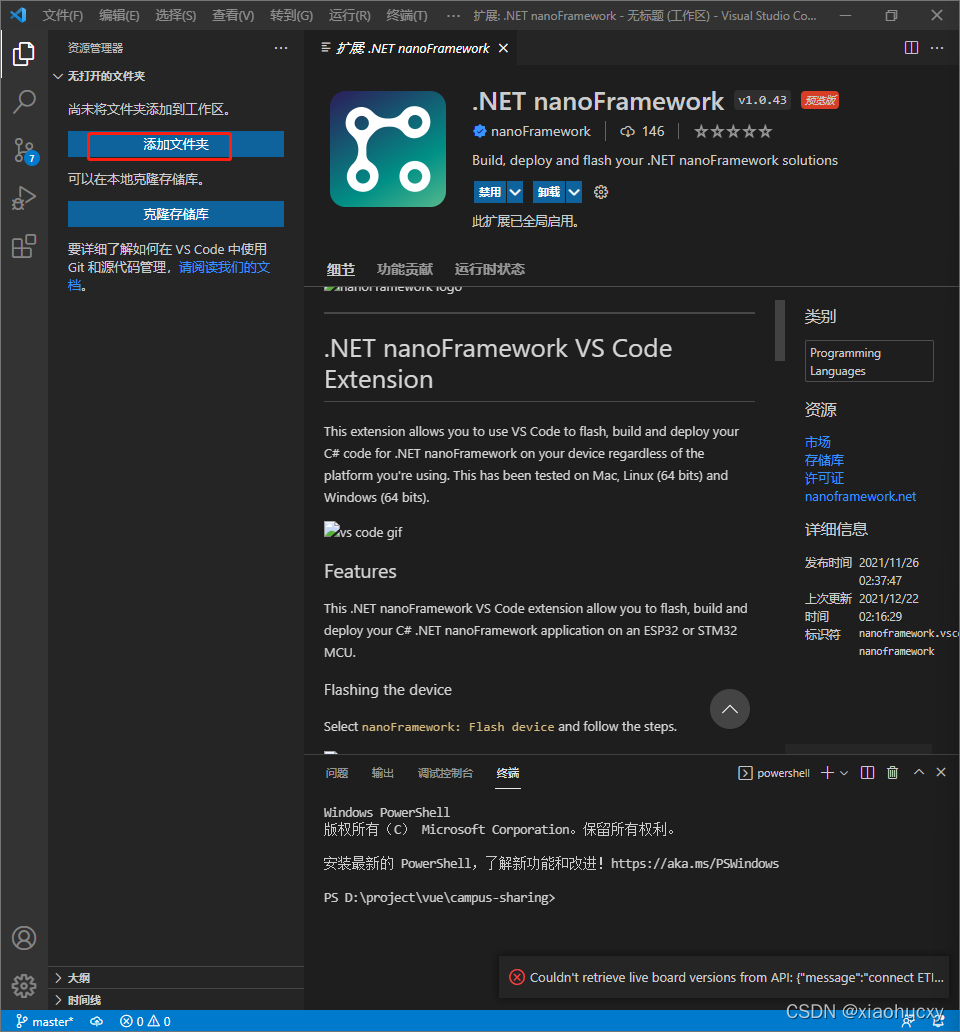 文件(F) 编辑(E) 选择(S) 查看(V) 转到(G) 运行(R) 终端(T) ··· 扩展: .NET nanoFramework - 无标题 (工作区) - Visual Studio Co...
资源管理器 ···
无打开的文件夹
尚未将文件夹添加到工作区。
添加文件夹
可以在本地克隆存储库。
克隆存储库
要详细了解如何在 VS Code 中使用
Git 和源代码管理，请阅读我们的文
档。
7
大纲
时间线
扩展 .NET nanoFramework
.NET nanoFramework v1.0.43 预览版
nanoFramework 146
Build, deploy and flash your .NET nanoFramework solutions
禁用 卸载
此扩展已全局启用。
细节 功能贡献 运行时状态
nanoFramework logo
.NET nanoFramework VS Code
Extension
This extension allows you to use VS Code to flash, build and deploy your
C# code for .NET nanoFramework on your device regardless of the
platform you're using. This has been tested on Mac, Linux (64 bits) and
Windows (64 bits).
vs code gif
Features
This .NET nanoFramework VS Code extension allow you to flash, build and
deploy your C# .NET nanoFramework application on an ESP32 or STM32
MCU.
Flashing the device
Select nanoFramework: Flash device and follow the steps.
类别
Programming
Languages
资源
市场
存储库
许可证
nanoframework.net
详细信息
发布时间 2021/11/26
02:37:47
上次更新 2021/12/22
时间 02:16:29
标识符 nanoframework.vsc
nanoframework
问题 输出 调试控制台 终端 powershell
Windows PowerShell
版权所有（C） Microsoft Corporation。保留所有权利。
安装最新的 PowerShell，了解新功能和改进！https://aka.ms/PSWindows
PS D:\project\vue\campus-sharing>
Couldn't retrieve live board versions from API: {"message":"connect ETI...
master* 0 0
CSDN @xiaohucxy